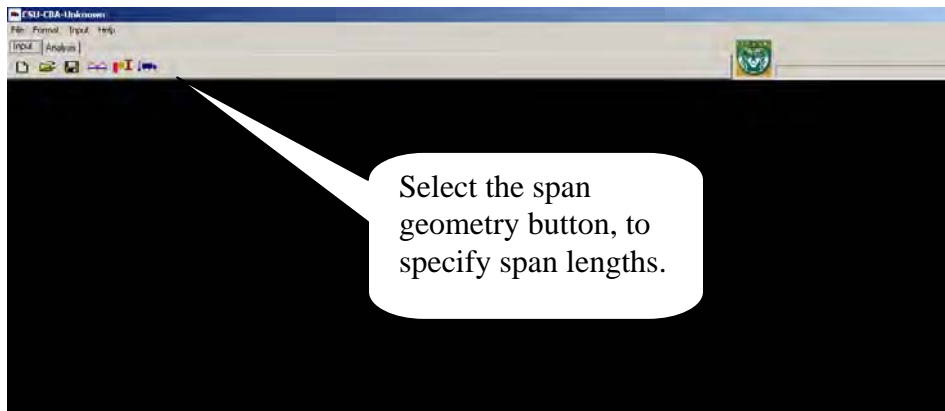 CSU-CBA-Unknown
File Format Input Help
Input Analysis
Select the span
geometry button, to
specify span lengths.